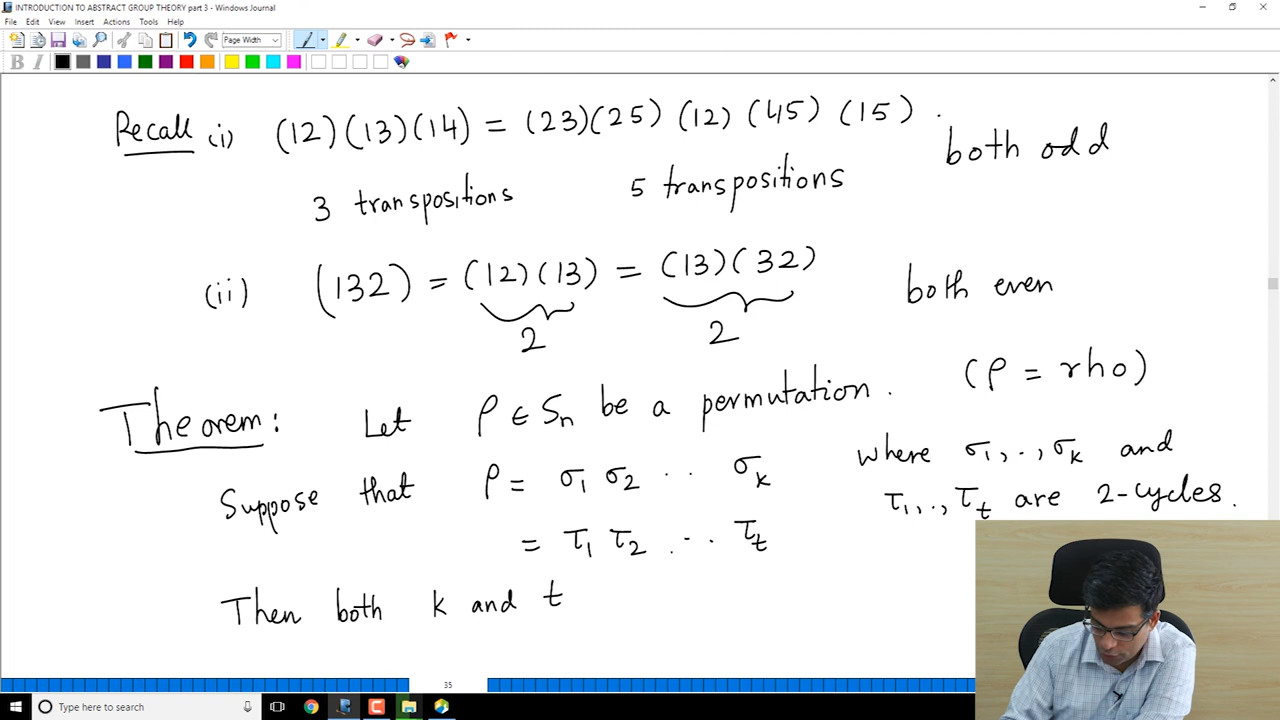 INTRODUCTION TO ABSTRACT GROUP THEORY part 3 - Windows Journal
File Edit View Insert Actions Tools Help
Page Width
B I
Recall (i) (12)(13)(14) = (23)(25) (12) (45) (15) .
both odd
3 transpositions 5 transpositions
(ii) (132) = (12)(13) = (13)(32)
both even
2 2
(ρ = rho)
Theorem: Let ρ ∈ Sn be a permutation.
Suppose that ρ = σ1 σ2 .. σk where σ1,..,σk and
= τ1 τ2 .... τt τ1,..,τt are 2-cycles.
Then both k and t
35
Type here to search